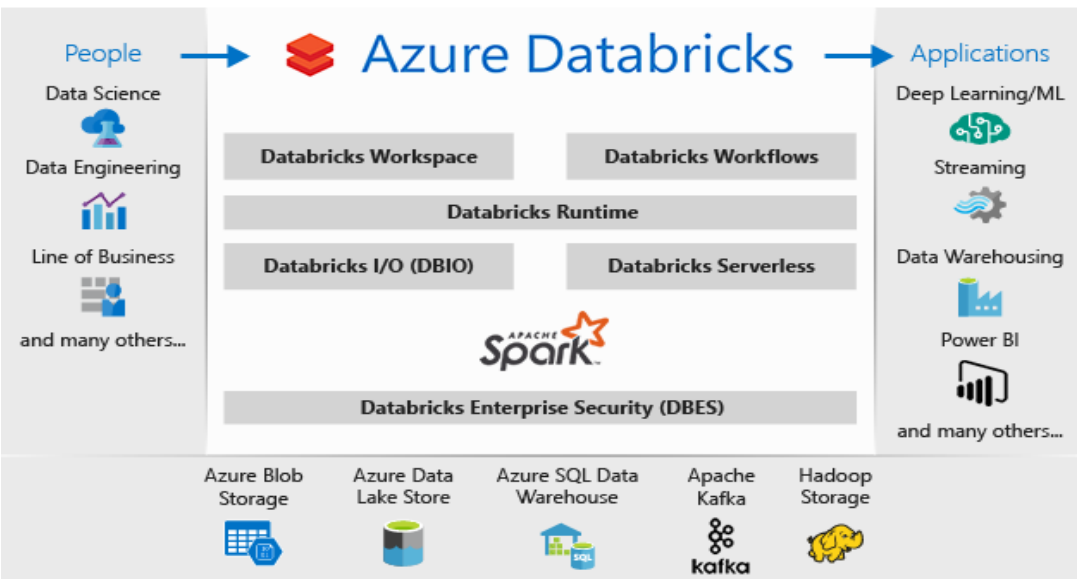 People
Azure Databricks
Applications
Data Science
Data Engineering
Line of Business
and many others...
Databricks Workspace
Databricks Workflows
Databricks Runtime
Databricks I/O (DBIO)
Databricks Serverless
APACHE
Spark™
Databricks Enterprise Security (DBES)
Deep Learning/ML
Streaming
Data Warehousing
Power BI
and many others...
Azure Blob
Storage
Azure Data
Lake Store
Azure SQL Data
Warehouse
SQL
Apache
Kafka
kafka
Hadoop
Storage